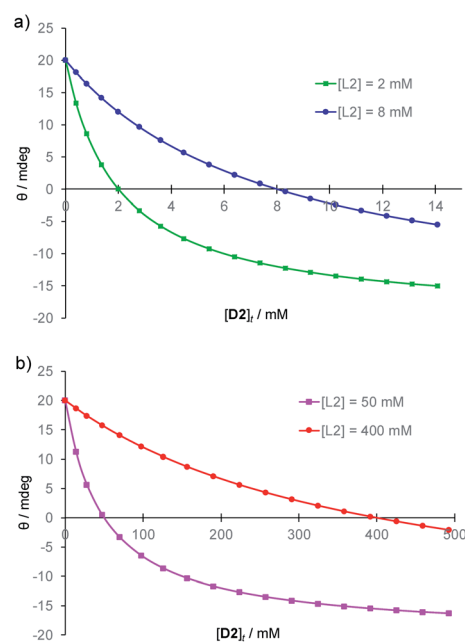 a)
25
20
15
10
5
0
-5
-10
-15
-20
0 2 4 6 8 10 12 14
θ / mdeg
[L2] = 2 mM
[L2] = 8 mM
[D2]t / mM
b)
25
20
15
10
5
0
-5
-10
-15
-20
0 100 200 300 400 500
θ / mdeg
[L2] = 50 mM
[L2] = 400 mM
[D2]t / mM